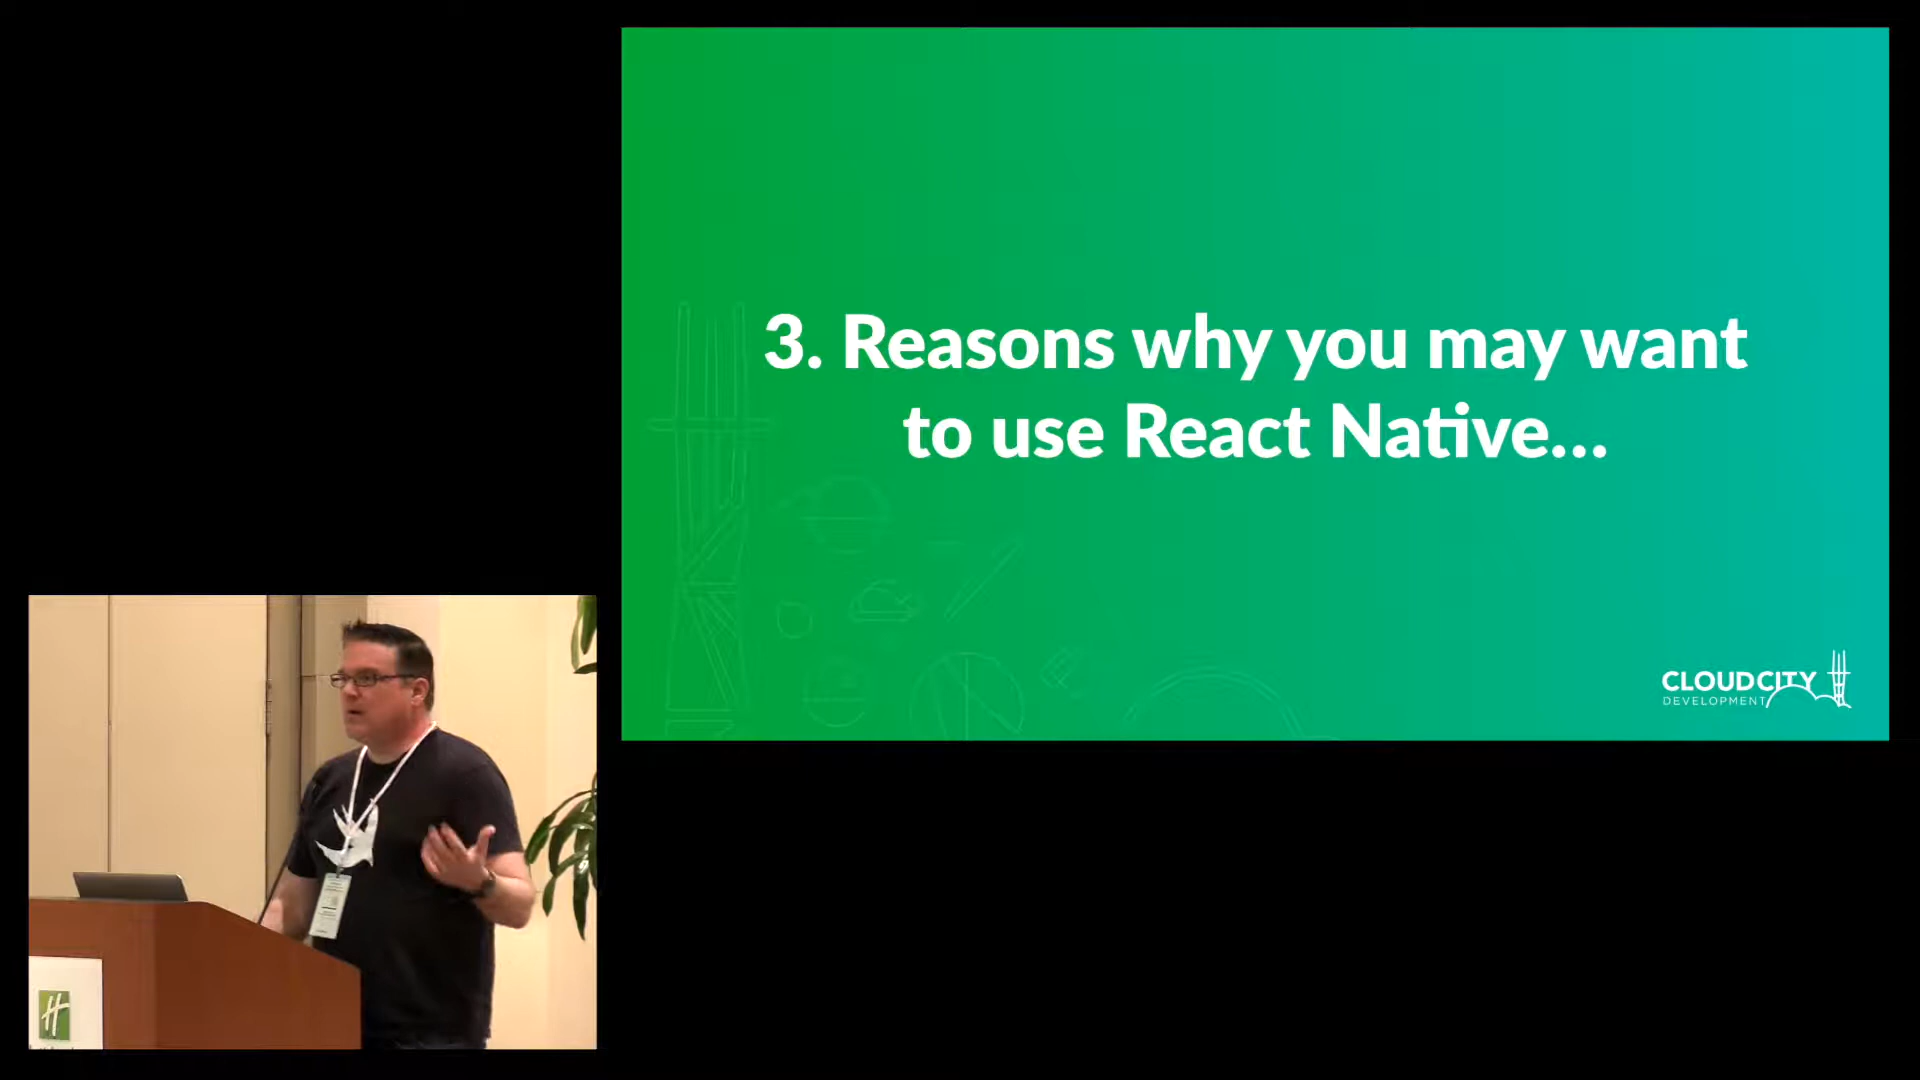 3. Reasons why you may want
to use React Native...
CLOUDCITY
DEVELOPMENT
H